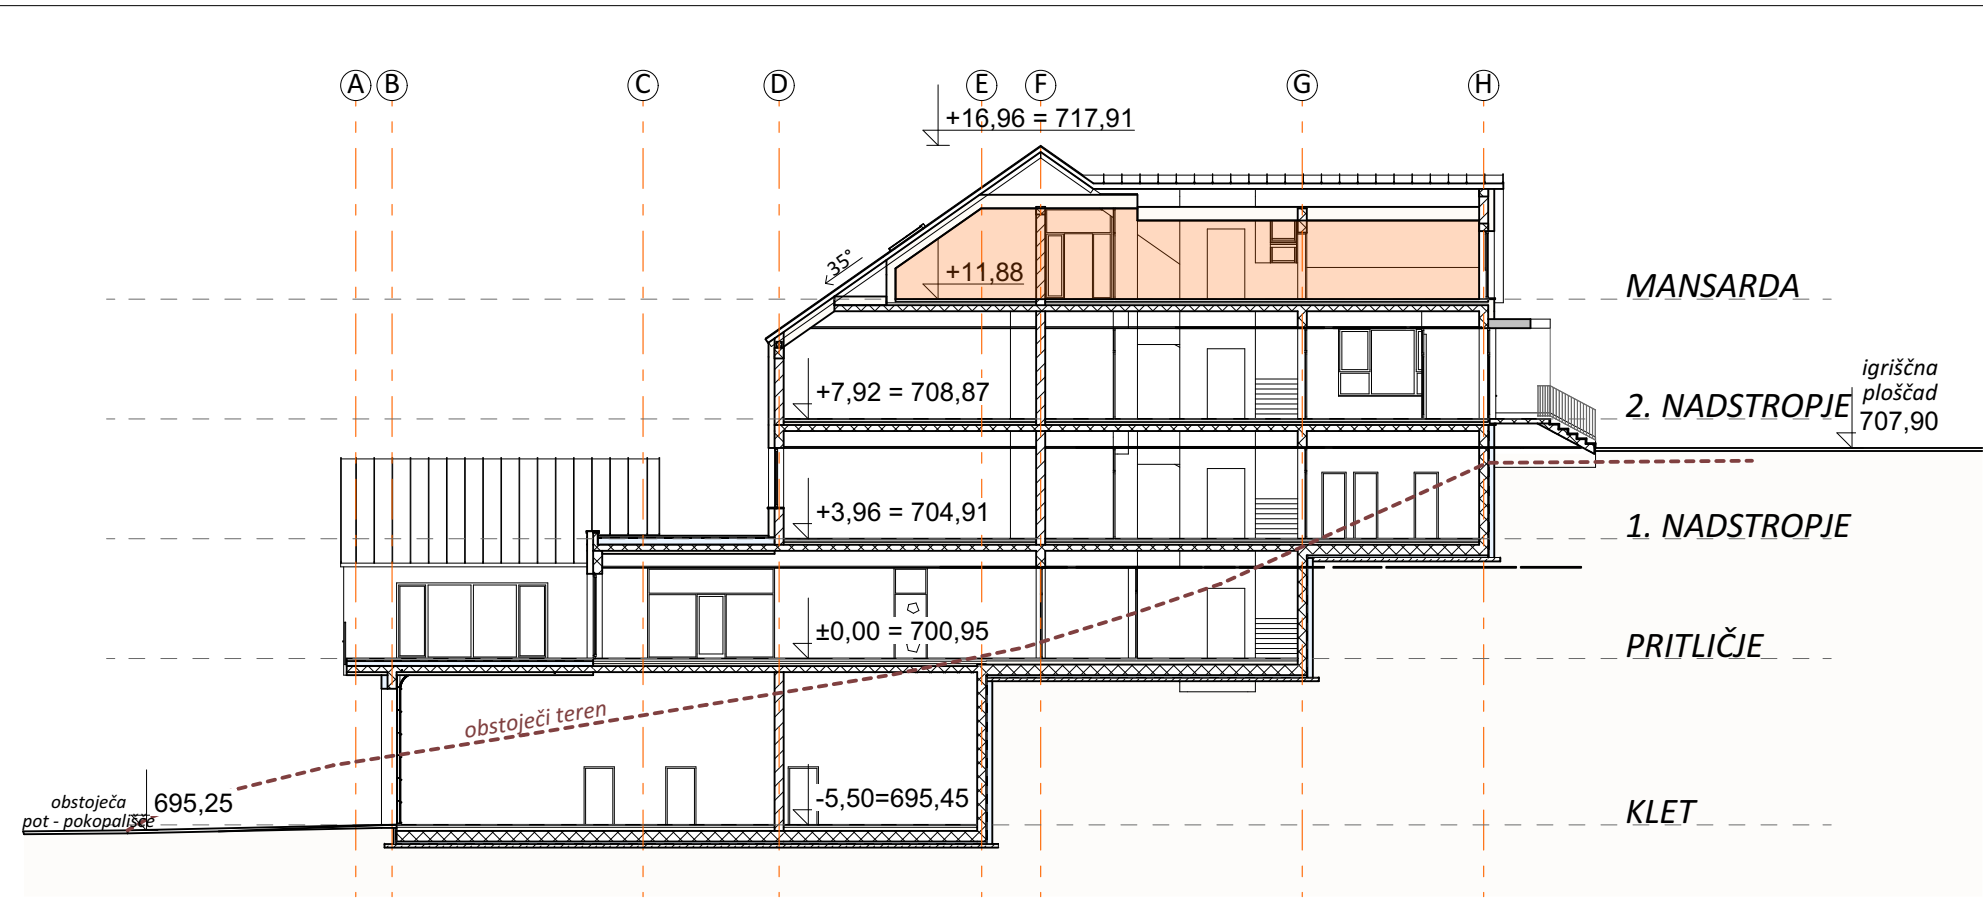 A B C D E F G H
+16,96 = 717,91
35°
+11,88
MANSARDA
+7,92 = 708,87
2. NADSTROPJE
igriščna
ploščad
707,90
+3,96 = 704,91
1. NADSTROPJE
±0,00 = 700,95
PRITLIČJE
obstoječi teren
obstoječa
pot - pokopališče
695,25
-5,50=695,45
KLET